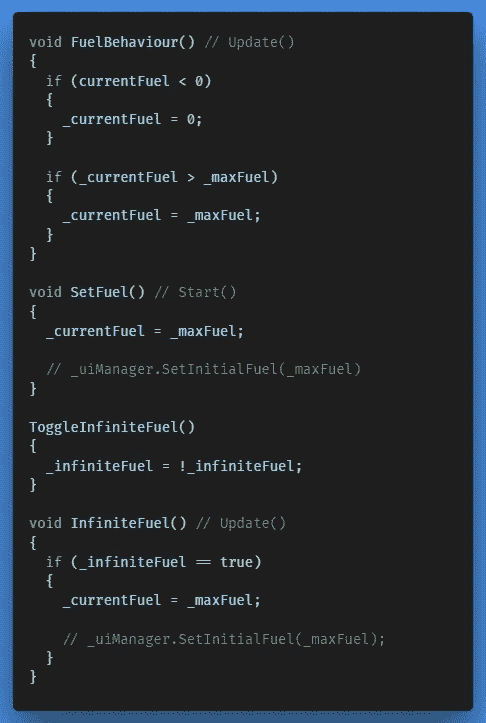 void FuelBehaviour() // Update()
{
  if (currentFuel < 0)
  {
    _currentFuel = 0;
  }

  if (_currentFuel > _maxFuel)
  {
    _currentFuel = _maxFuel;
  }
}

void SetFuel() // Start()
{
  _currentFuel = _maxFuel;

  // _uiManager.SetInitialFuel(_maxFuel)
}

ToggleInfiniteFuel()
{
  _infiniteFuel = !_infiniteFuel;
}

void InfiniteFuel() // Update()
{
  if (_infiniteFuel == true)
  {
    _currentFuel = _maxFuel;

    // _uiManager.SetInitialFuel(_maxFuel);
  }
}